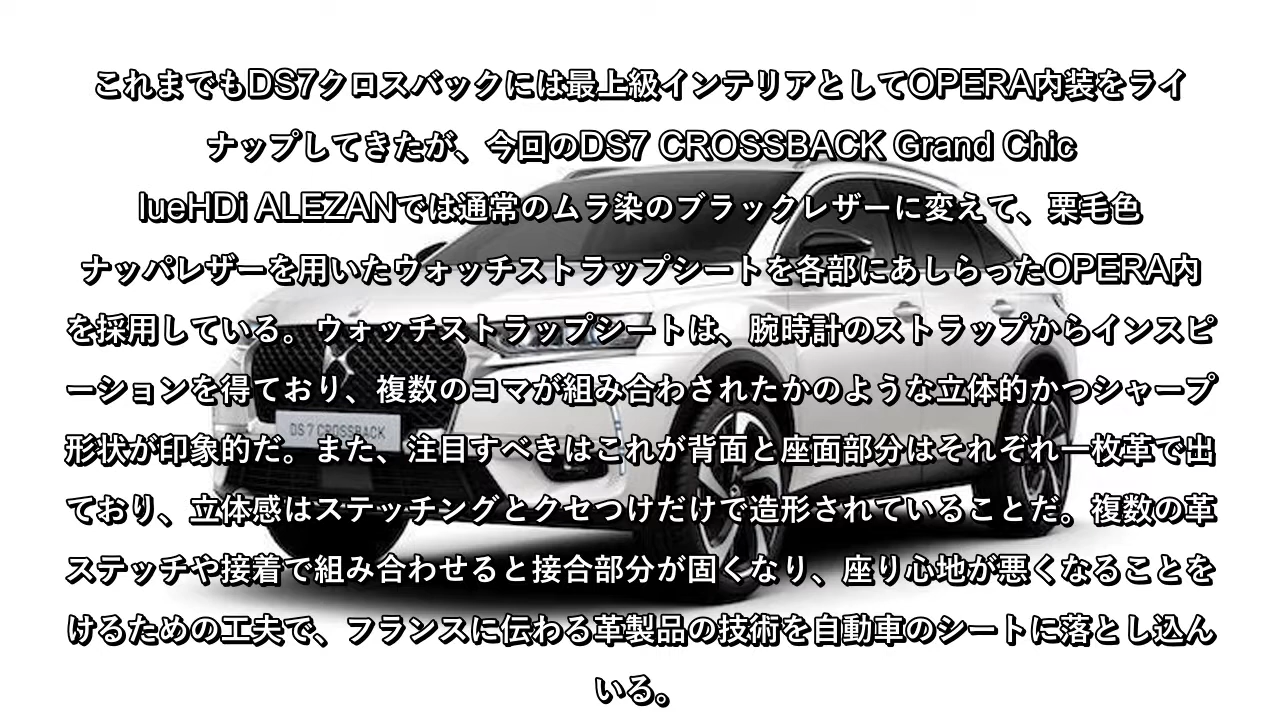 これまでもDS7クロスバックには最上級インテリアとしてOPERA内装をライ
ナップしてきたが、今回のDS7 CROSSBACK Grand Chic
lueHDi ALEZANでは通常のムラ染のブラックレザーに変えて、栗毛色
ナッパレザーを用いたウォッチストラップシートを各部にあしらったOPERA内
を採用している。ウォッチストラップシートは、腕時計のストラップからインスピ
ーションを得ており、複数のコマが組み合わされたかのような立体的かつシャープ
形状が印象的だ。また、注目すべきはこれが背面と座面部分はそれぞれ一枚革で出
ており、立体感はステッチングとクセつけだけで造形されていることだ。複数の革
ステッチや接着で組み合わせると接合部分が固くなり、座り心地が悪くなることを
けるための工夫で、フランスに伝わる革製品の技術を自動車のシートに落とし込ん
いる。
DS 7 CROSSBACK